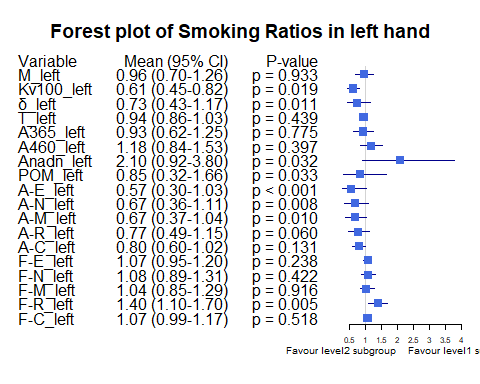 Forest plot of Smoking Ratios in left hand
Variable Mean (95% CI) P-value
M_left 0.96 (0.70-1.26) p = 0.933
Kv100_left 0.61 (0.45-0.82) p = 0.019
δ_left 0.73 (0.43-1.17) p = 0.011
T_left 0.94 (0.86-1.03) p = 0.439
A365_left 0.93 (0.62-1.25) p = 0.775
A460_left 1.18 (0.84-1.53) p = 0.397
Anadn_left 2.10 (0.92-3.80) p = 0.032
POM_left 0.85 (0.32-1.66) p = 0.033
A-E_left 0.57 (0.30-1.03) p < 0.001
A-N_left 0.67 (0.36-1.11) p = 0.008
A-M_left 0.67 (0.37-1.04) p = 0.010
A-R_left 0.77 (0.49-1.15) p = 0.060
A-C_left 0.80 (0.60-1.02) p = 0.131
F-E_left 1.07 (0.95-1.20) p = 0.238
F-N_left 1.08 (0.89-1.31) p = 0.422
F-M_left 1.04 (0.85-1.29) p = 0.916
F-R_left 1.40 (1.10-1.70) p = 0.005
F-C_left 1.07 (0.99-1.17) p = 0.518
0.5 1 1.5 2 2.5 3 3.5 4
Favour level2 subgroup Favour level1 s